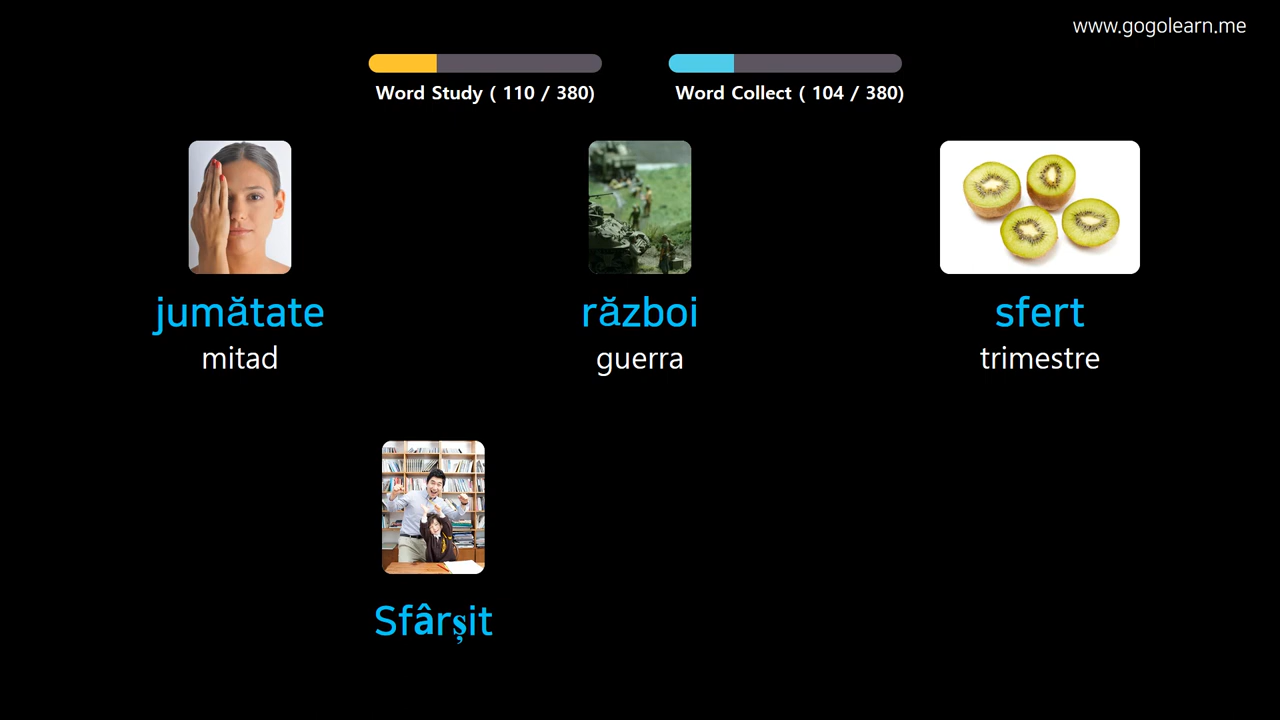 www.gogolearn.me
Word Study ( 110 / 380)
Word Collect ( 104 / 380)
jumătate
mitad
război
guerra
sfert
trimestre
Sfârșit